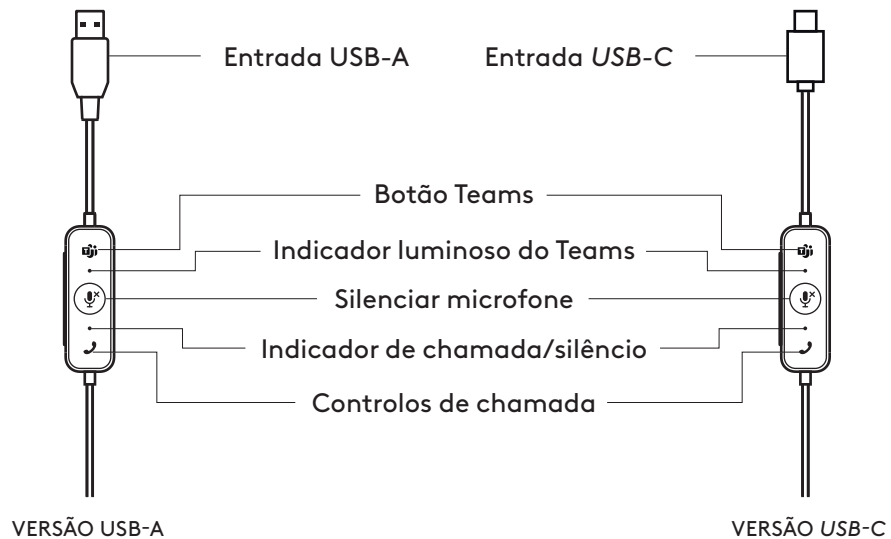 Entrada USB-A
Entrada USB-C
Botão Teams
Indicador luminoso do Teams
Silenciar microfone
Indicador de chamada/silêncio
Controlos de chamada
VERSÃO USB-A
VERSÃO USB-C